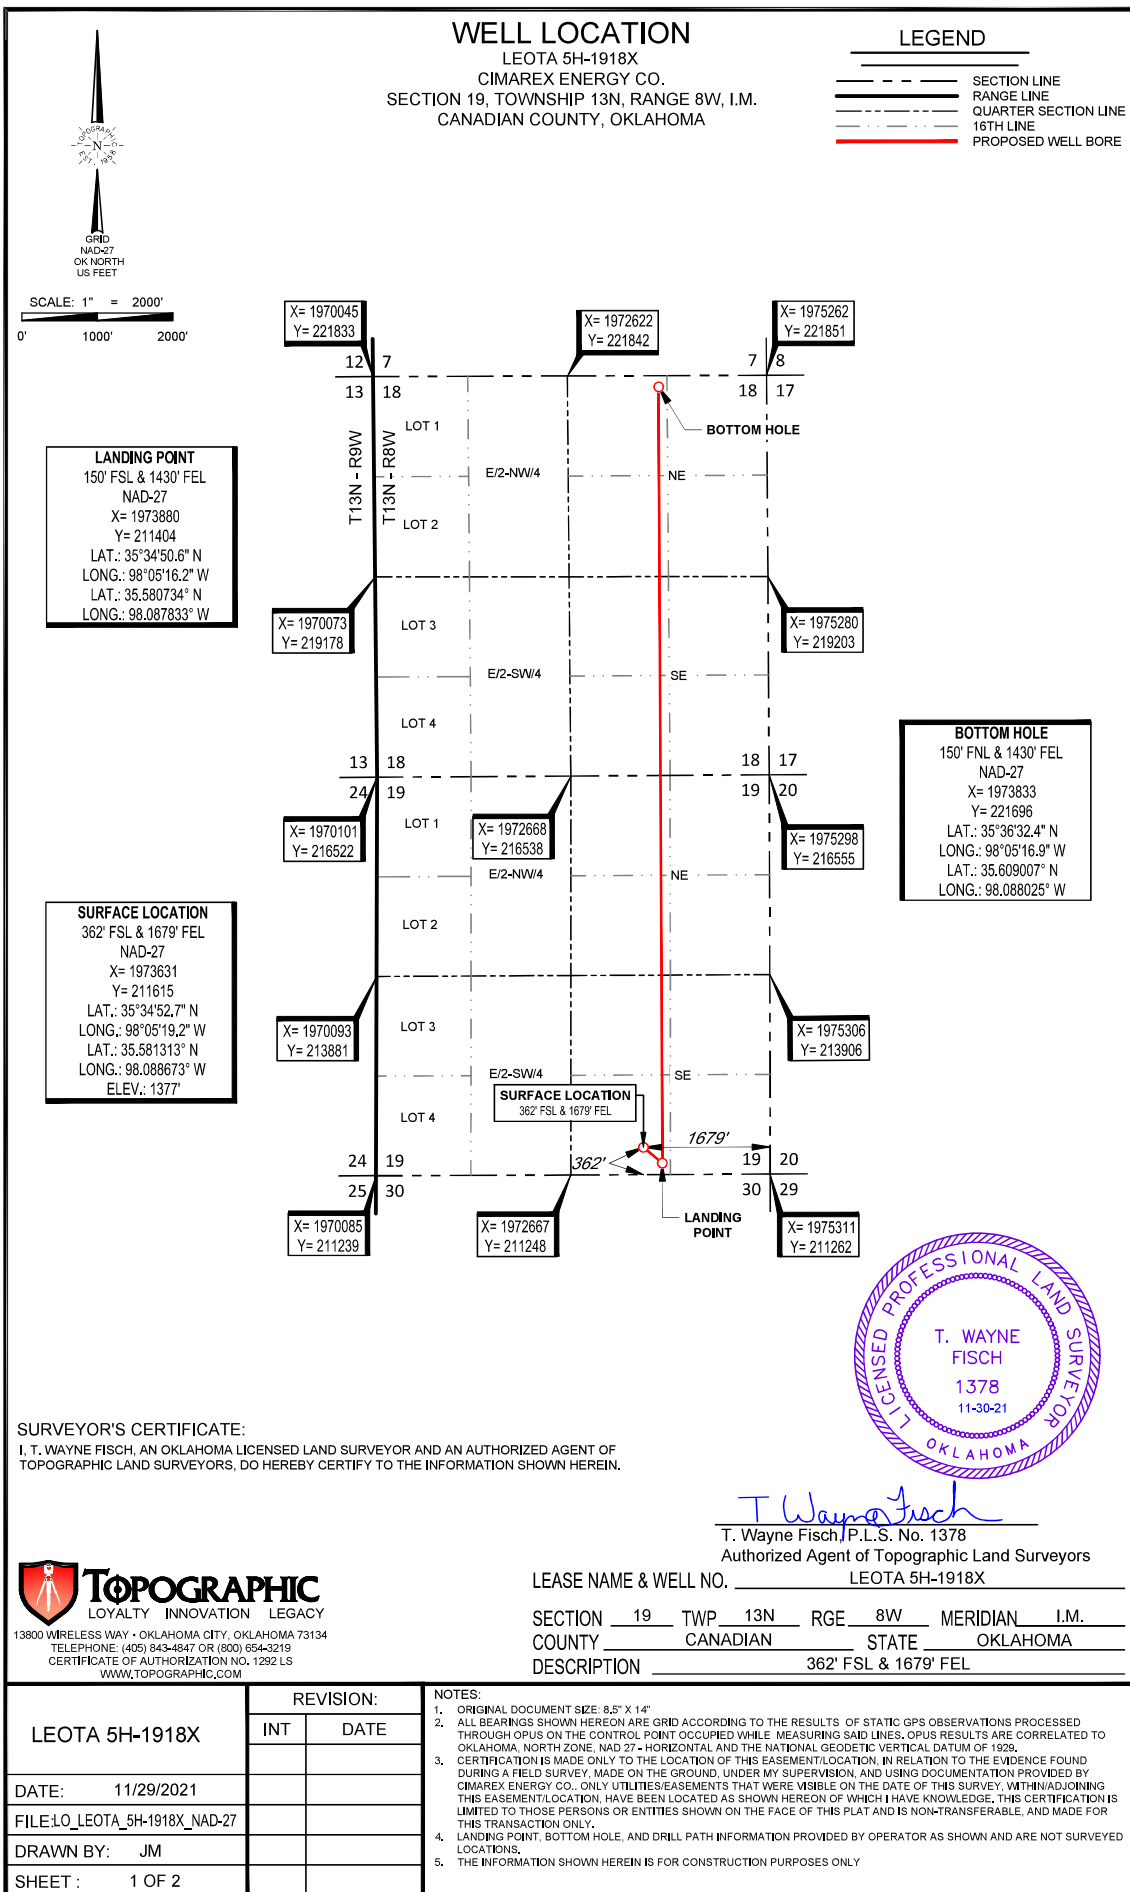 WELL LOCATION
LEOTA 5H-1918X
CIMAREX ENERGY CO.
SECTION 19, TOWNSHIP 13N, RANGE 8W, I.M.
CANADIAN COUNTY, OKLAHOMA
LEGEND
SECTION LINE
RANGE LINE
QUARTER SECTION LINE
16TH LINE
PROPOSED WELL BORE
TOPOGRAPHIC
N
EST. 1958
GRID
NAD-27
OK NORTH
US FEET
SCALE: 1" = 2000'
0' 1000' 2000'
X= 1970045
Y= 221833
X= 1972622
Y= 221842
X= 1975262
Y= 221851
12 7
13 18
7 8
18 17
BOTTOM HOLE
T13N - R9W
T13N - R8W
LOT 1
E/2-NW/4
NE
LOT 2
LANDING POINT
150' FSL & 1430' FEL
NAD-27
X= 1973880
Y= 211404
LAT.: 35°34'50.6" N
LONG.: 98°05'16.2" W
LAT.: 35.580734° N
LONG.: 98.087833° W
X= 1970073
Y= 219178
X= 1975280
Y= 219203
LOT 3
E/2-SW/4
SE
LOT 4
13 18
24 19
18 17
19 20
BOTTOM HOLE
150' FNL & 1430' FEL
NAD-27
X= 1973833
Y= 221696
LAT.: 35°36'32.4" N
LONG.: 98°05'16.9" W
LAT.: 35.609007° N
LONG.: 98.088025° W
X= 1970101
Y= 216522
X= 1972668
Y= 216538
X= 1975298
Y= 216555
LOT 1
E/2-NW/4
NE
LOT 2
SURFACE LOCATION
362' FSL & 1679' FEL
NAD-27
X= 1973631
Y= 211615
LAT.: 35°34'52.7" N
LONG.: 98°05'19.2" W
LAT.: 35.581313° N
LONG.: 98.088673° W
ELEV.: 1377'
X= 1970093
Y= 213881
X= 1975306
Y= 213906
LOT 3
E/2-SW/4
SE
LOT 4
SURFACE LOCATION
362' FSL & 1679' FEL
1679'
362'
24 19
25 30
19 20
30 29
LANDING
POINT
X= 1970085
Y= 211239
X= 1972667
Y= 211248
X= 1975311
Y= 211262
LICENSED PROFESSIONAL LAND SURVEYOR
T. WAYNE
FISCH
1378
11-30-21
OKLAHOMA
SURVEYOR'S CERTIFICATE:
I, T. WAYNE FISCH, AN OKLAHOMA LICENSED LAND SURVEYOR AND AN AUTHORIZED AGENT OF
TOPOGRAPHIC LAND SURVEYORS, DO HEREBY CERTIFY TO THE INFORMATION SHOWN HEREIN.
T Wayne Fisch
T. Wayne Fisch, P.L.S. No. 1378
Authorized Agent of Topographic Land Surveyors
TOPOGRAPHIC
LOYALTY INNOVATION LEGACY
13800 WIRELESS WAY • OKLAHOMA CITY, OKLAHOMA 73134
TELEPHONE: (405) 843-4847 OR (800) 654-3219
CERTIFICATE OF AUTHORIZATION NO. 1292 LS
WWW.TOPOGRAPHIC.COM
LEASE NAME & WELL NO. LEOTA 5H-1918X
SECTION 19 TWP 13N RGE 8W MERIDIAN I.M.
COUNTY CANADIAN STATE OKLAHOMA
DESCRIPTION 362' FSL & 1679' FEL
LEOTA 5H-1918X
REVISION:
INT DATE
DATE: 11/29/2021
FILE:LO_LEOTA_5H-1918X_NAD-27
DRAWN BY: JM
SHEET : 1 OF 2
NOTES:
1. ORIGINAL DOCUMENT SIZE: 8.5" X 14"
2. ALL BEARINGS SHOWN HEREON ARE GRID ACCORDING TO THE RESULTS OF STATIC GPS OBSERVATIONS PROCESSED
THROUGH OPUS ON THE CONTROL POINT OCCUPIED WHILE MEASURING SAID LINES. OPUS RESULTS ARE CORRELATED TO
OKLAHOMA, NORTH ZONE, NAD 27 - HORIZONTAL AND THE NATIONAL GEODETIC VERTICAL DATUM OF 1929.
3. CERTIFICATION IS MADE ONLY TO THE LOCATION OF THIS EASEMENT/LOCATION, IN RELATION TO THE EVIDENCE FOUND
DURING A FIELD SURVEY, MADE ON THE GROUND, UNDER MY SUPERVISION, AND USING DOCUMENTATION PROVIDED BY
CIMAREX ENERGY CO.. ONLY UTILITIES/EASEMENTS THAT WERE VISIBLE ON THE DATE OF THIS SURVEY, WITHIN/ADJOINING
THIS EASEMENT/LOCATION, HAVE BEEN LOCATED AS SHOWN HEREON OF WHICH I HAVE KNOWLEDGE. THIS CERTIFICATION IS
LIMITED TO THOSE PERSONS OR ENTITIES SHOWN ON THE FACE OF THIS PLAT AND IS NON-TRANSFERABLE, AND MADE FOR
THIS TRANSACTION ONLY.
4. LANDING POINT, BOTTOM HOLE, AND DRILL PATH INFORMATION PROVIDED BY OPERATOR AS SHOWN AND ARE NOT SURVEYED
LOCATIONS.
5. THE INFORMATION SHOWN HEREIN IS FOR CONSTRUCTION PURPOSES ONLY